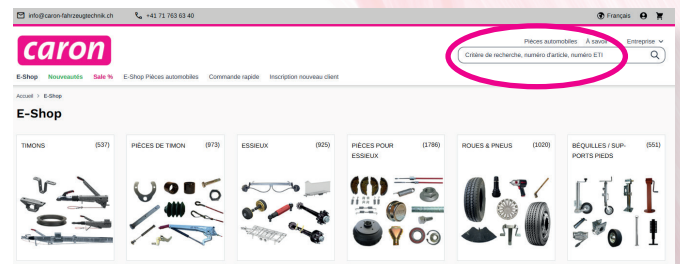 info@caron-fahrzeugtechnik.ch +41 71 763 63 40 Français
caron
Pièces automobiles À savoir Entreprise
Critère de recherche, numéro d'article, numéro ETI
E-Shop Nouveautés Sale % E-Shop Pièces automobiles Commande rapide Inscription nouveau client
Accueil > E-Shop
E-Shop
TIMONS (537)
PIÈCES DE TIMON (973)
ESSIEUX (925)
PIÈCES POUR ESSIEUX (1786)
ROUES & PNEUS (1020)
BÉQUILLES / SUP-
PORTS PIEDS (551)